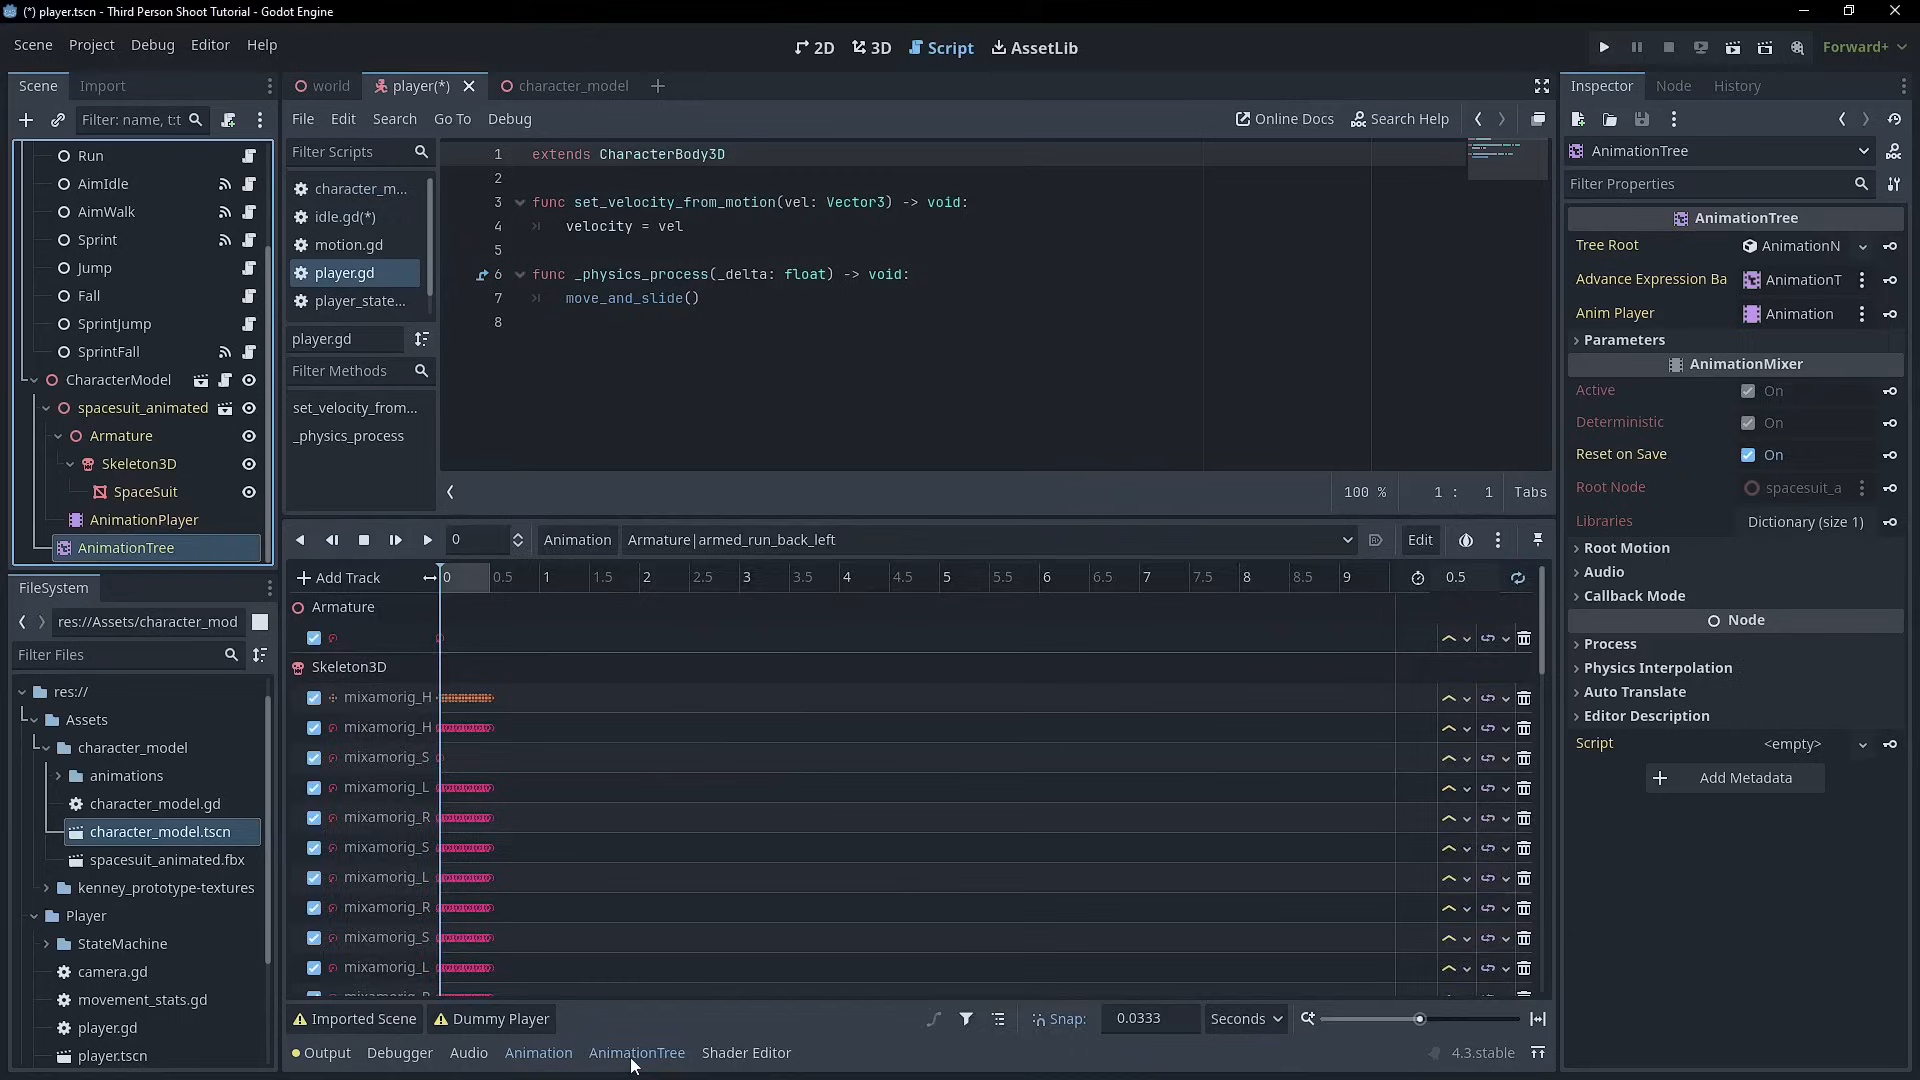 (*) player.tscn - Third Person Shoot Tutorial - Godot Engine
Scene Project Debug Editor Help
2D 3D Script AssetLib
Forward+
Scene Import
world player(*) character_model
Inspector Node History
Filter: name, t:t
File Edit Search Go To Debug
Online Docs Search Help
Run
AimIdle
AimWalk
Sprint
Jump
Fall
SprintJump
SprintFall
CharacterModel
spacesuit_animated
Armature
Skeleton3D
SpaceSuit
AnimationPlayer
AnimationTree
Filter Scripts
character_m...
idle.gd(*)
motion.gd
player.gd
player_state...
player.gd
Filter Methods
set_velocity_from...
_physics_process
1 extends CharacterBody3D
2
3 func set_velocity_from_motion(vel: Vector3) -> void:
4 velocity = vel
5
6 func _physics_process(_delta: float) -> void:
7 move_and_slide()
8
100 % 1 : 1 Tabs
0 Animation Armature|armed_run_back_left Edit
Add Track 0 0.5 1 1.5 2 2.5 3 3.5 4 4.5 5 5.5 6 6.5 7 7.5 8 8.5 9 0.5
Armature
Skeleton3D
mixamorig_H
mixamorig_H
mixamorig_S
mixamorig_L
mixamorig_R
mixamorig_S
mixamorig_L
mixamorig_R
mixamorig_S
mixamorig_L
Imported Scene Dummy Player Snap: 0.0333 Seconds
Output Debugger Audio Animation AnimationTree Shader Editor 4.3.stable
FileSystem
res://Assets/character_mod
Filter Files
res://
Assets
character_model
animations
character_model.gd
character_model.tscn
spacesuit_animated.fbx
kenney_prototype-textures
Player
StateMachine
camera.gd
movement_stats.gd
player.gd
player.tscn
AnimationTree
Filter Properties
AnimationTree
Tree Root AnimationN
Advance Expression Ba AnimationT
Anim Player Animation
Parameters
AnimationMixer
Active On
Deterministic On
Reset on Save On
Root Node spacesuit_a
Libraries Dictionary (size 1)
Root Motion
Audio
Callback Mode
Node
Process
Physics Interpolation
Auto Translate
Editor Description
Script <empty>
Add Metadata